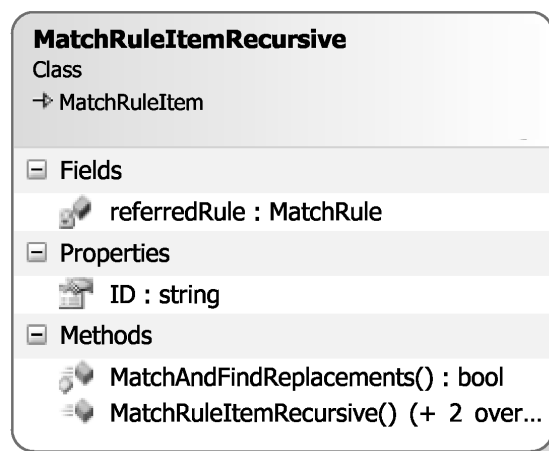 MatchRuleItemRecursive
Class
MatchRuleItem
Fields
referredRule : MatchRule
Properties
ID : string
Methods
MatchAndFindReplacements() : bool
MatchRuleItemRecursive() (+ 2 over...